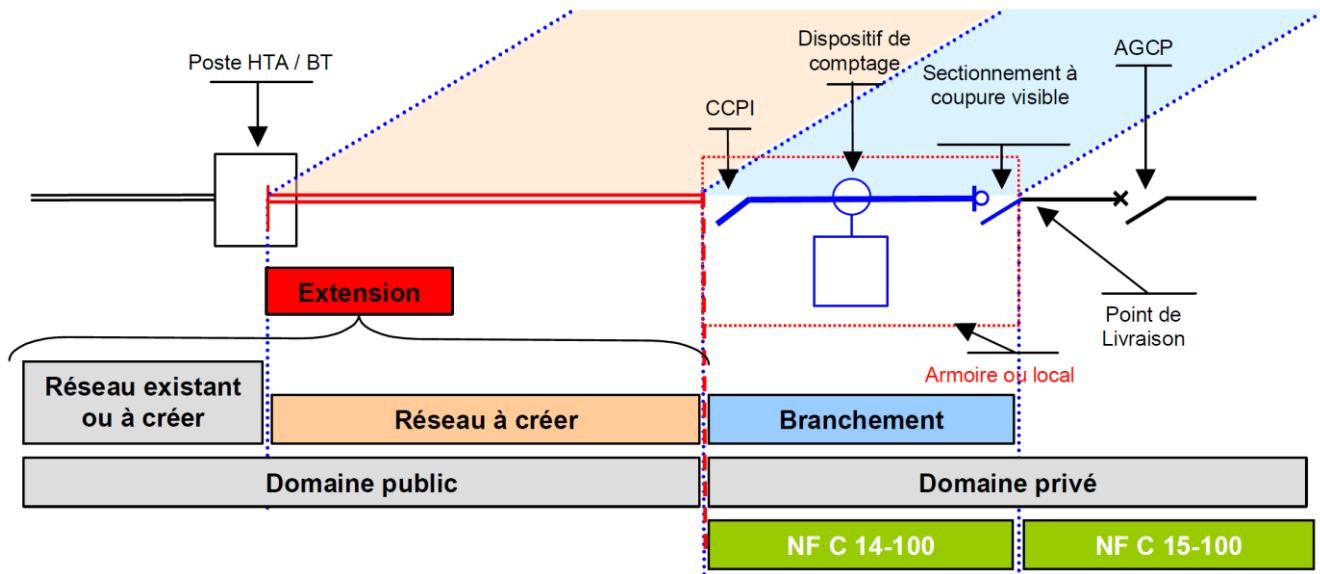 Poste HTA / BT
CCPI
Dispositif de
comptage
Sectionnement à
coupure visible
AGCP
Extension
Point de
Livraison
Armoire ou local
Réseau existant
ou à créer
Réseau à créer
Branchement
Domaine public
Domaine privé
NF C 14-100
NF C 15-100